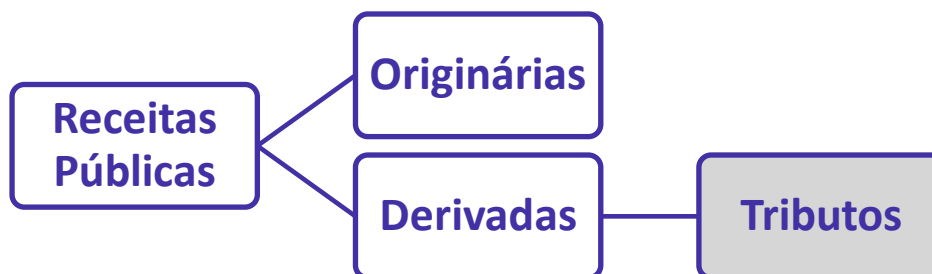 Receitas
Públicas
Originárias
Derivadas
Tributos